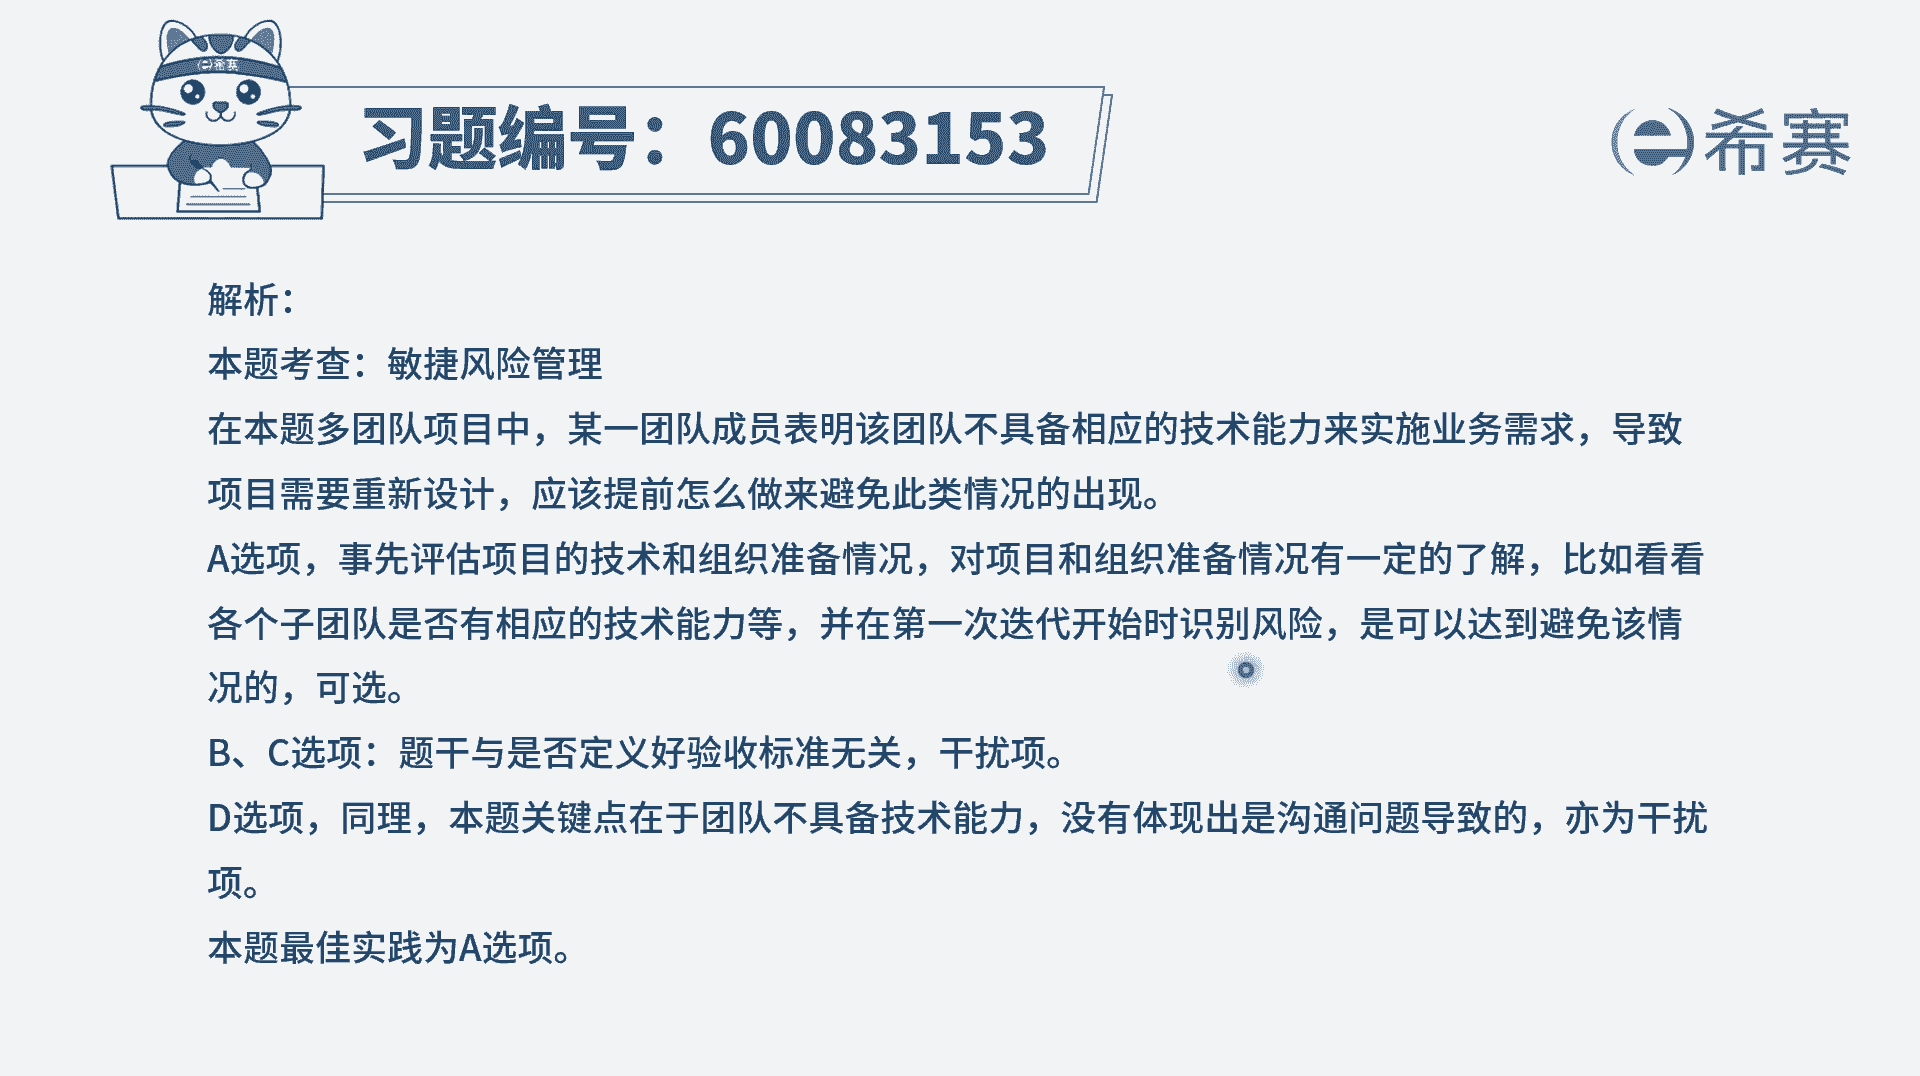 e希赛
习题编号：60083153
e希赛
解析：
本题考查：敏捷风险管理
在本题多团队项目中，某一团队成员表明该团队不具备相应的技术能力来实施业务需求，导致
项目需要重新设计，应该提前怎么做来避免此类情况的出现。
A选项，事先评估项目的技术和组织准备情况，对项目和组织准备情况有一定的了解，比如看看
各个子团队是否有相应的技术能力等，并在第一次迭代开始时识别风险，是可以达到避免该情
况的，可选。
B、C选项：题干与是否定义好验收标准无关，干扰项。
D选项，同理，本题关键点在于团队不具备技术能力，没有体现出是沟通问题导致的，亦为干扰
项。
本题最佳实践为A选项。